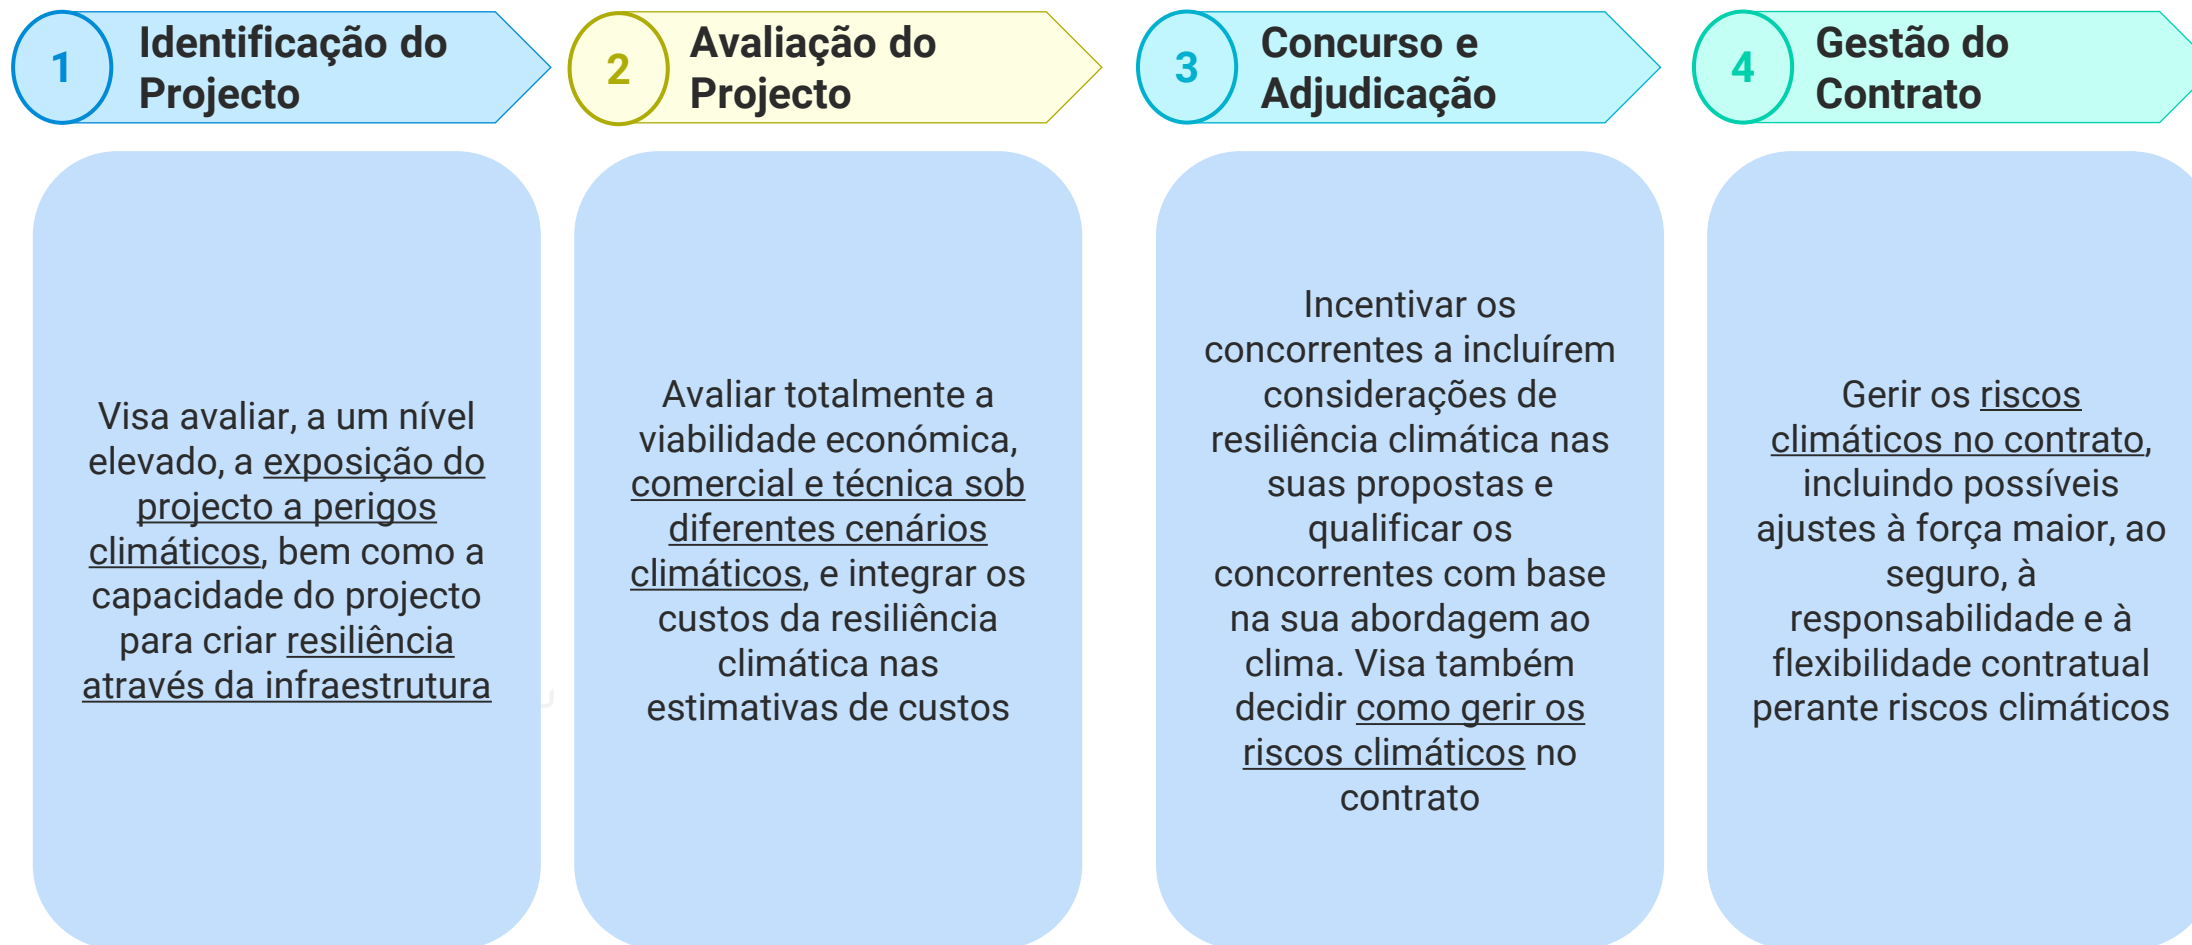 1
Identificação do
Projecto
Visa avaliar, a um nível
elevado, a exposição do
projecto a perigos
climáticos, bem como a
capacidade do projecto
para criar resiliência
através da infraestrutura
2
Avaliação do
Projecto
Avaliar totalmente a
viabilidade económica,
comercial e técnica sob
diferentes cenários
climáticos, e integrar os
custos da resiliência
climática nas
estimativas de custos
3
Concurso e
Adjudicação
Incentivar os
concorrentes a incluírem
considerações de
resiliência climática nas
suas propostas e
qualificar os
concorrentes com base
na sua abordagem ao
clima. Visa também
decidir como gerir os
riscos climáticos no
contrato
4
Gestão do
Contrato
Gerir os riscos
climáticos no contrato,
incluindo possíveis
ajustes à força maior, ao
seguro, à
responsabilidade e à
flexibilidade contratual
perante riscos climáticos